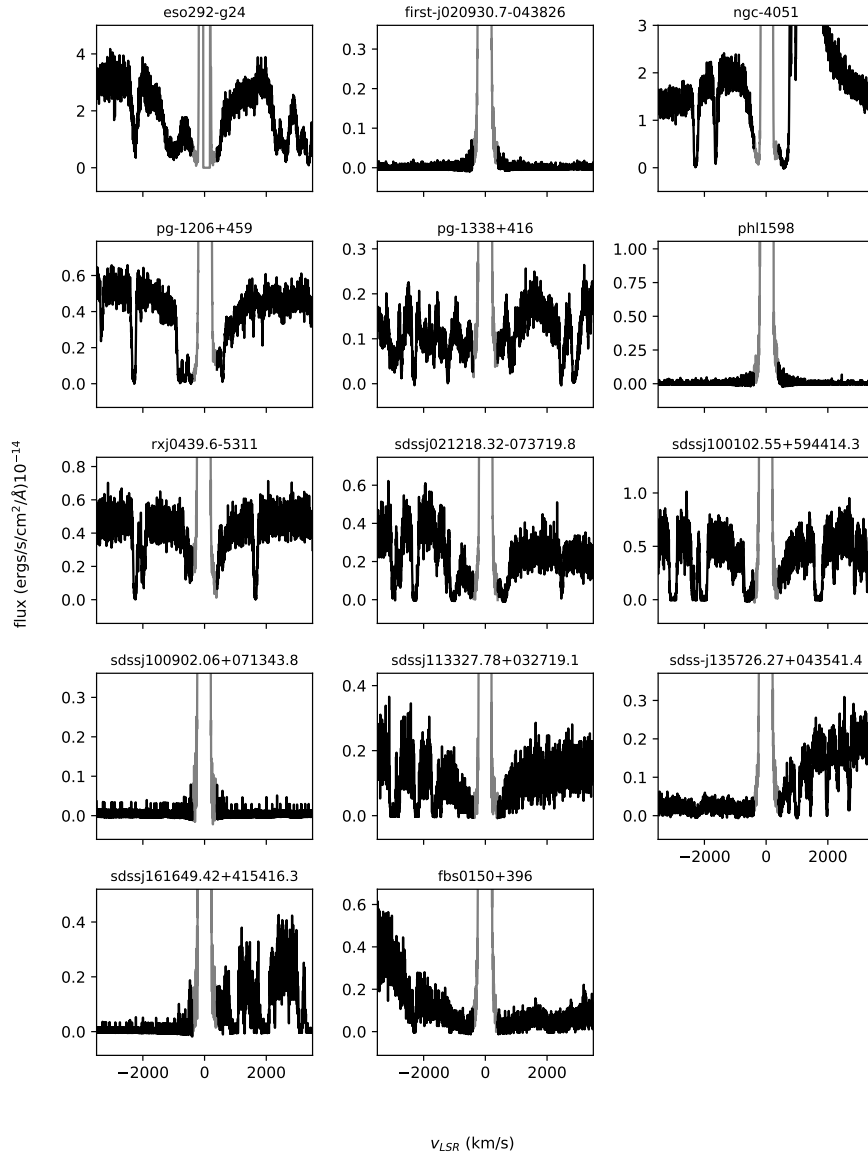 eso292-g24 first-j020930.7-043826 ngc-4051
4 2 0
0.3 0.2 0.1 0.0
3 2 1 0
pg-1206+459 pg-1338+416 phl1598
0.6 0.4 0.2 0.0
0.3 0.2 0.1 0.0
1.00 0.75 0.50 0.25 0.00
flux (ergs/s/cm²/Å)10⁻¹⁴
rxj0439.6-5311 sdssj021218.32-073719.8 sdssj100102.55+594414.3
0.8 0.6 0.4 0.2 0.0
0.6 0.4 0.2 0.0
1.0 0.5 0.0
sdssj100902.06+071343.8 sdssj113327.78+032719.1 sdss-j135726.27+043541.4
0.3 0.2 0.1 0.0
0.4 0.2 0.0
0.3 0.2 0.1 0.0
−2000 0 2000
sdssj161649.42+415416.3 fbs0150+396
0.4 0.2 0.0
0.6 0.4 0.2 0.0
−2000 0 2000 −2000 0 2000
v_LSR (km/s)